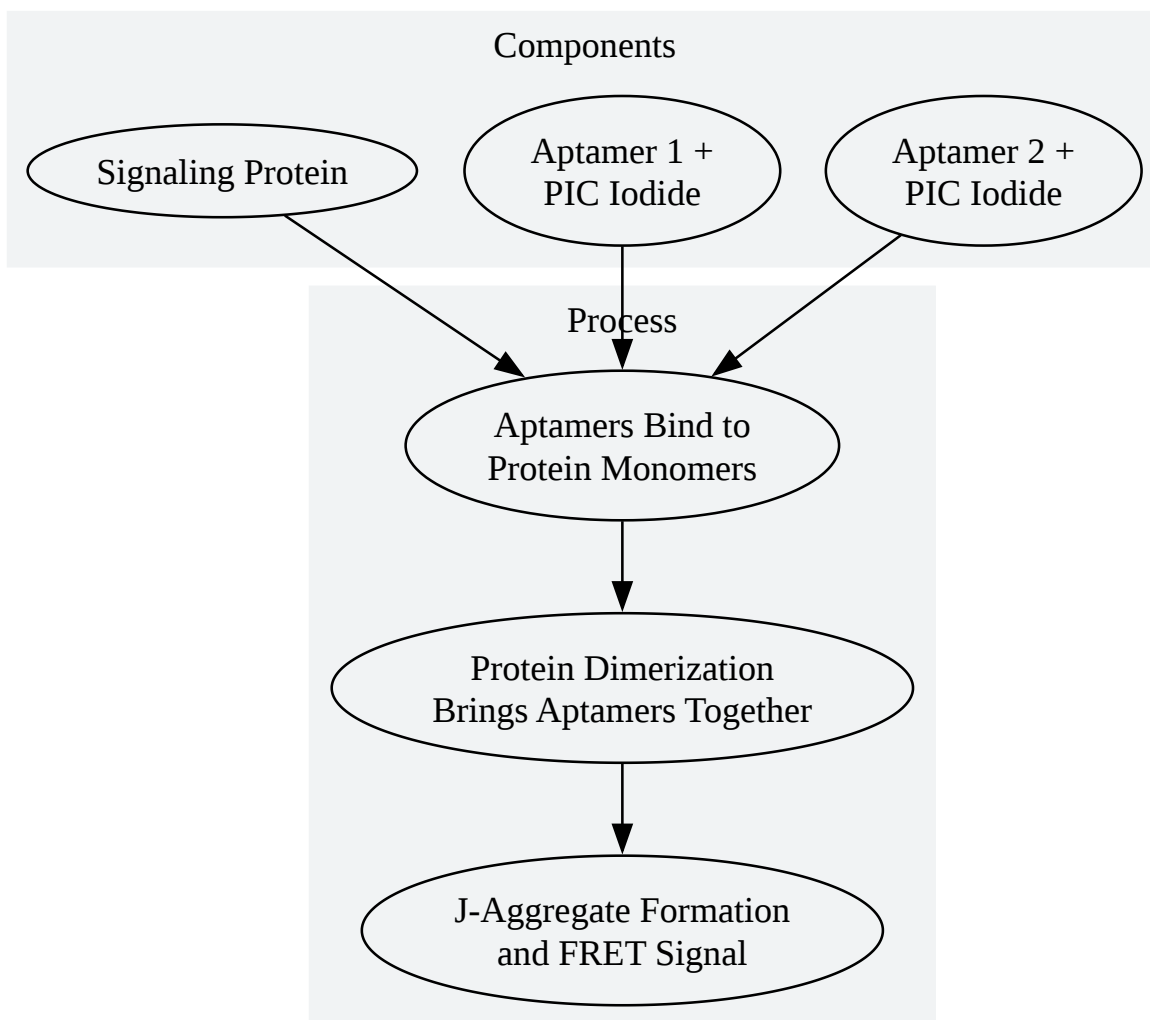 Components
Signaling Protein
Aptamer 1 +
PIC Iodide
Aptamer 2 +
PIC Iodide
Process
Aptamers Bind to
Protein Monomers
Protein Dimerization
Brings Aptamers Together
J-Aggregate Formation
and FRET Signal